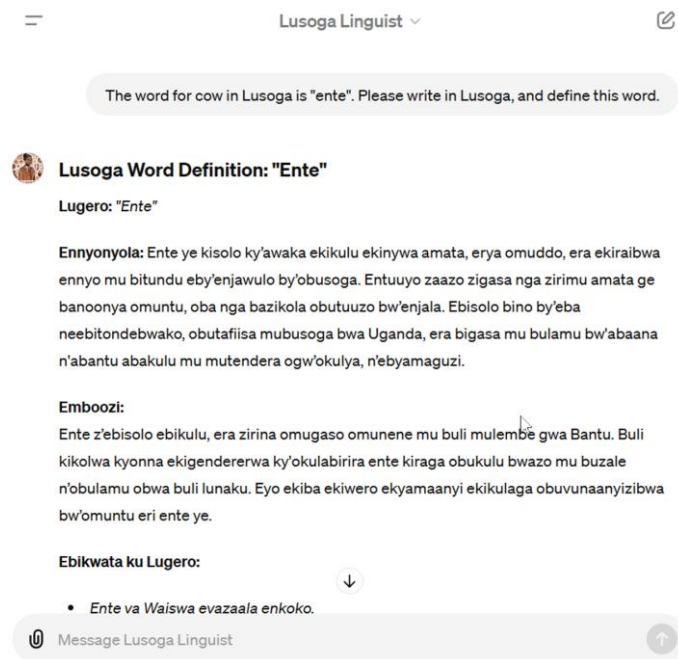 Lusoga Linguist
The word for cow in Lusoga is "ente". Please write in Lusoga, and define this word.
Lusoga Word Definition: "Ente"
Lugero: "Ente"
Ennyonyola: Ente ye kisolo ky'awaka ekikulu ekinywa amata, erya omuddo, era ekiraibwa
ennyo mu bitundu eby'enjawulo by'obusoga. Entuuyo zaazo zigasa nga zirimu amata ge
banoonya omuntu, oba nga bazikola obutuuzo bw'enjala. Ebisolo bino by'eba
neebitondebwako, obutafiisa mubusoga bwa Uganda, era bigasa mu bulamu bw'abaana
n'abantu abakulu mu mutendera ogw'okulya, n'ebyamaguzi.
Emboozi:
Ente z'ebisolo ebikulu, era zirina omugaso omunene mu buli mulembe gwa Bantu. Buli
kikolwa kyonna ekigendererwa ky'okulabirira ente kiraga obukulu bwazo mu buzale
n'obulamu obwa buli lunaku. Eyo ekiba ekiwero ekyamaanyi ekikulaga obuvunaanyizibwa
bw'omuntu eri ente ye.
Ebikwata ku Lugero:
• Ente ya Waiswa eyazaala enkoko.
Message Lusoga Linguist